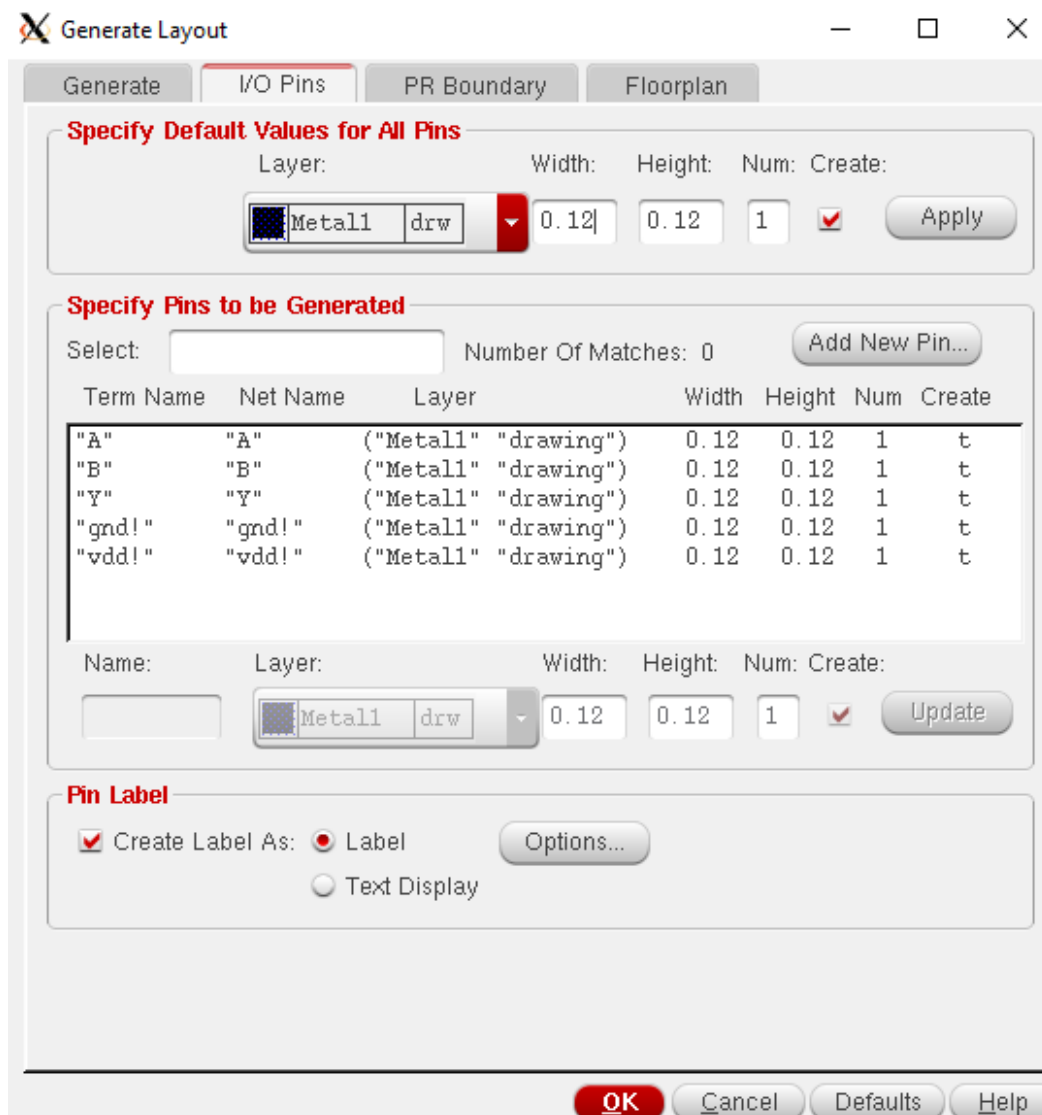 Generate Layout
Generate I/O Pins PR Boundary Floorplan
Specify Default Values for All Pins
Layer: Width: Height: Num: Create:
Metal1 drw 0.12 0.12 1 Apply
Specify Pins to be Generated
Select: Number Of Matches: 0 Add New Pin...
Term Name Net Name Layer Width Height Num Create
"A" "A" ("Metal1" "drawing") 0.12 0.12 1 t
"B" "B" ("Metal1" "drawing") 0.12 0.12 1 t
"Y" "Y" ("Metal1" "drawing") 0.12 0.12 1 t
"gnd!" "gnd!" ("Metal1" "drawing") 0.12 0.12 1 t
"vdd!" "vdd!" ("Metal1" "drawing") 0.12 0.12 1 t
Name: Layer: Width: Height: Num: Create:
Metal1 drw 0.12 0.12 1 Update
Pin Label
Create Label As: Label Options...
Text Display
OK Cancel Defaults Help